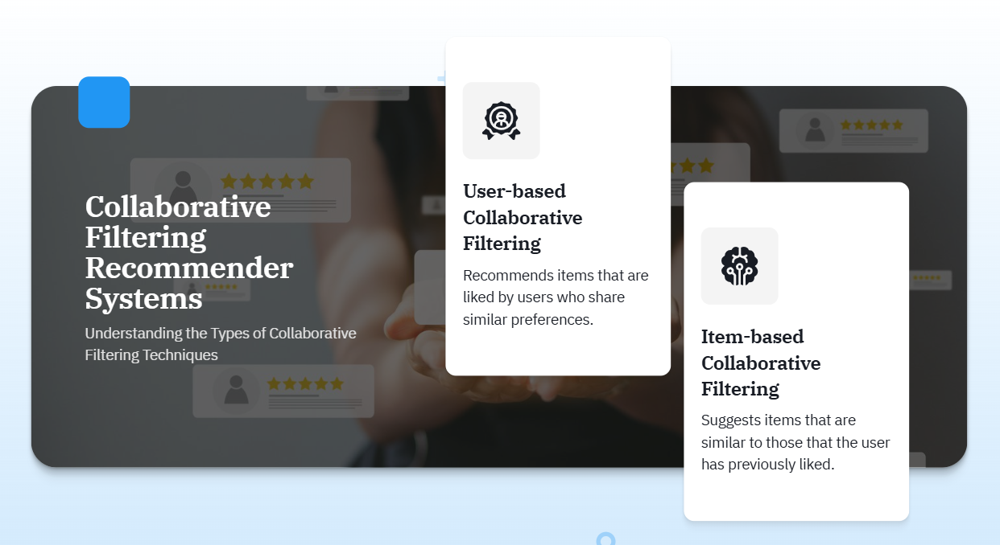 Collaborative
Filtering
Recommender
Systems
Understanding the Types of Collaborative
Filtering Techniques
User-based
Collaborative
Filtering
Recommends items that are
liked by users who share
similar preferences.
Item-based
Collaborative
Filtering
Suggests items that are
similar to those that the user
has previously liked.